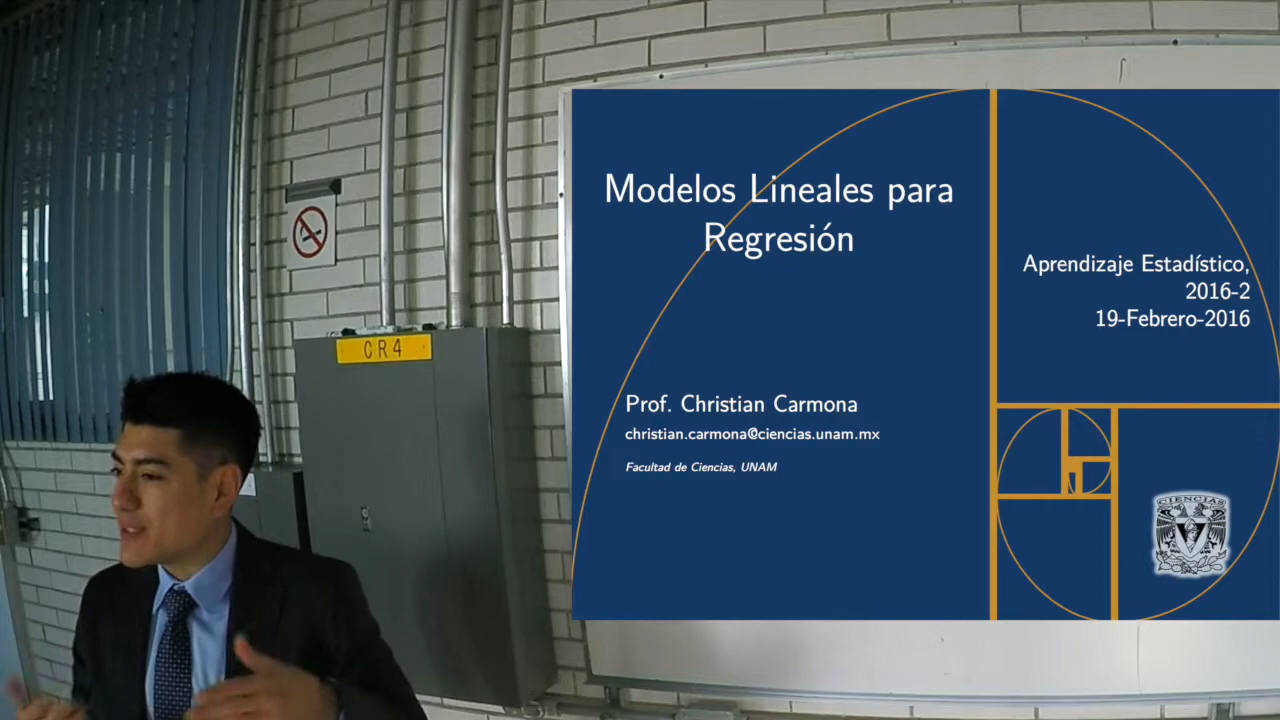 CR4
Modelos Lineales para
Regresión
Aprendizaje Estadístico,
2016-2
19-Febrero-2016
Prof. Christian Carmona
christian.carmona@ciencias.unam.mx
Facultad de Ciencias, UNAM
CIENCIAS